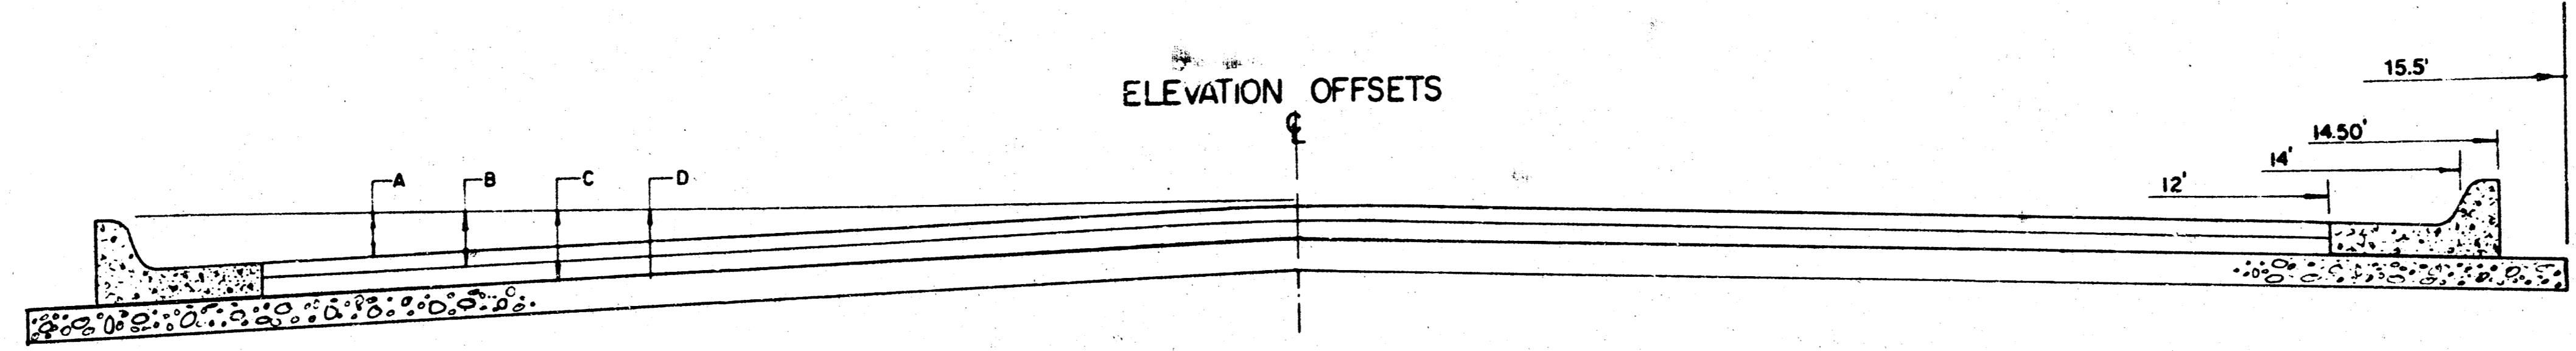 ELEVATION OFFSETS
℄
15.5'
14.50'
14'
12'
A
B
C
D